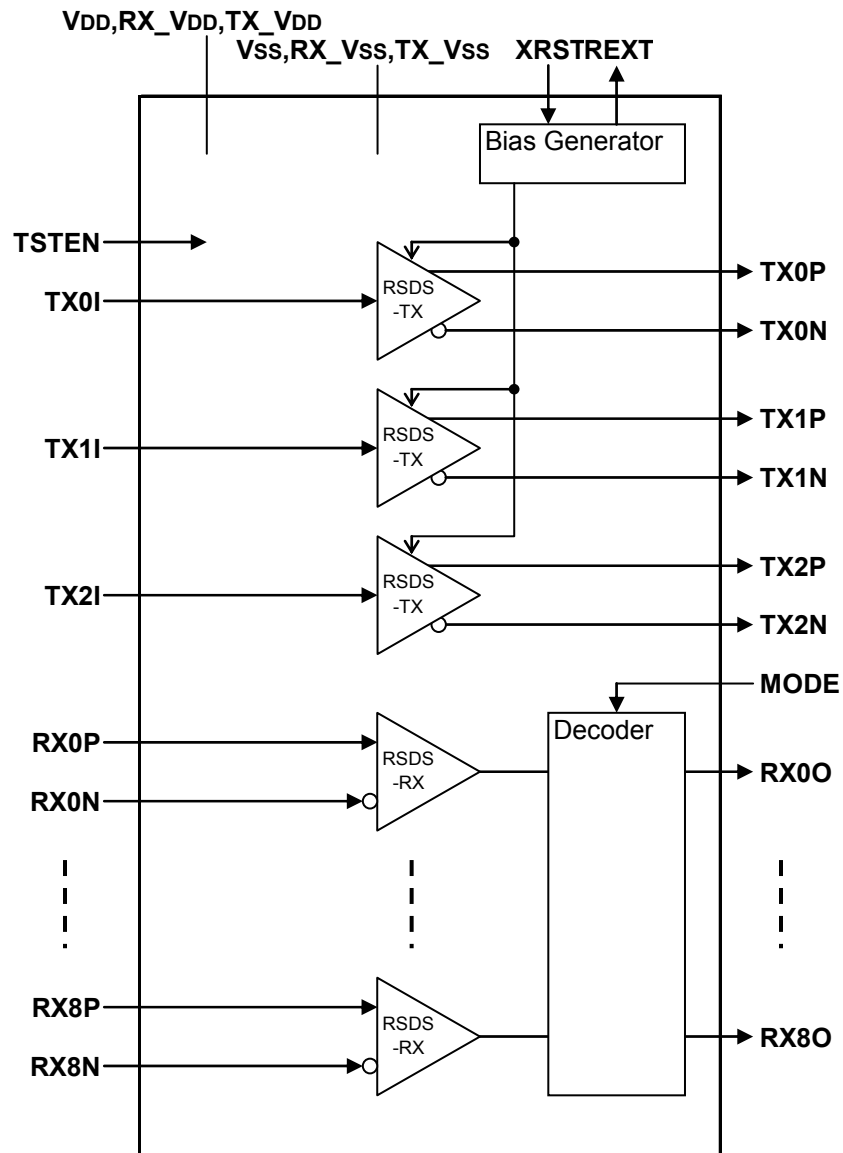 VDD,RX_VDD,TX_VDD
VSS,RX_VSS,TX_VSS XRSTREXT
Bias Generator
TSTEN
TX0I
RSDS
-TX
TX0P
TX0N
TX1I
RSDS
-TX
TX1P
TX1N
TX2I
RSDS
-TX
TX2P
TX2N
MODE
Decoder
RX0P
RX0N
RSDS
-RX
RX0O
RX8P
RX8N
RSDS
-RX
RX8O